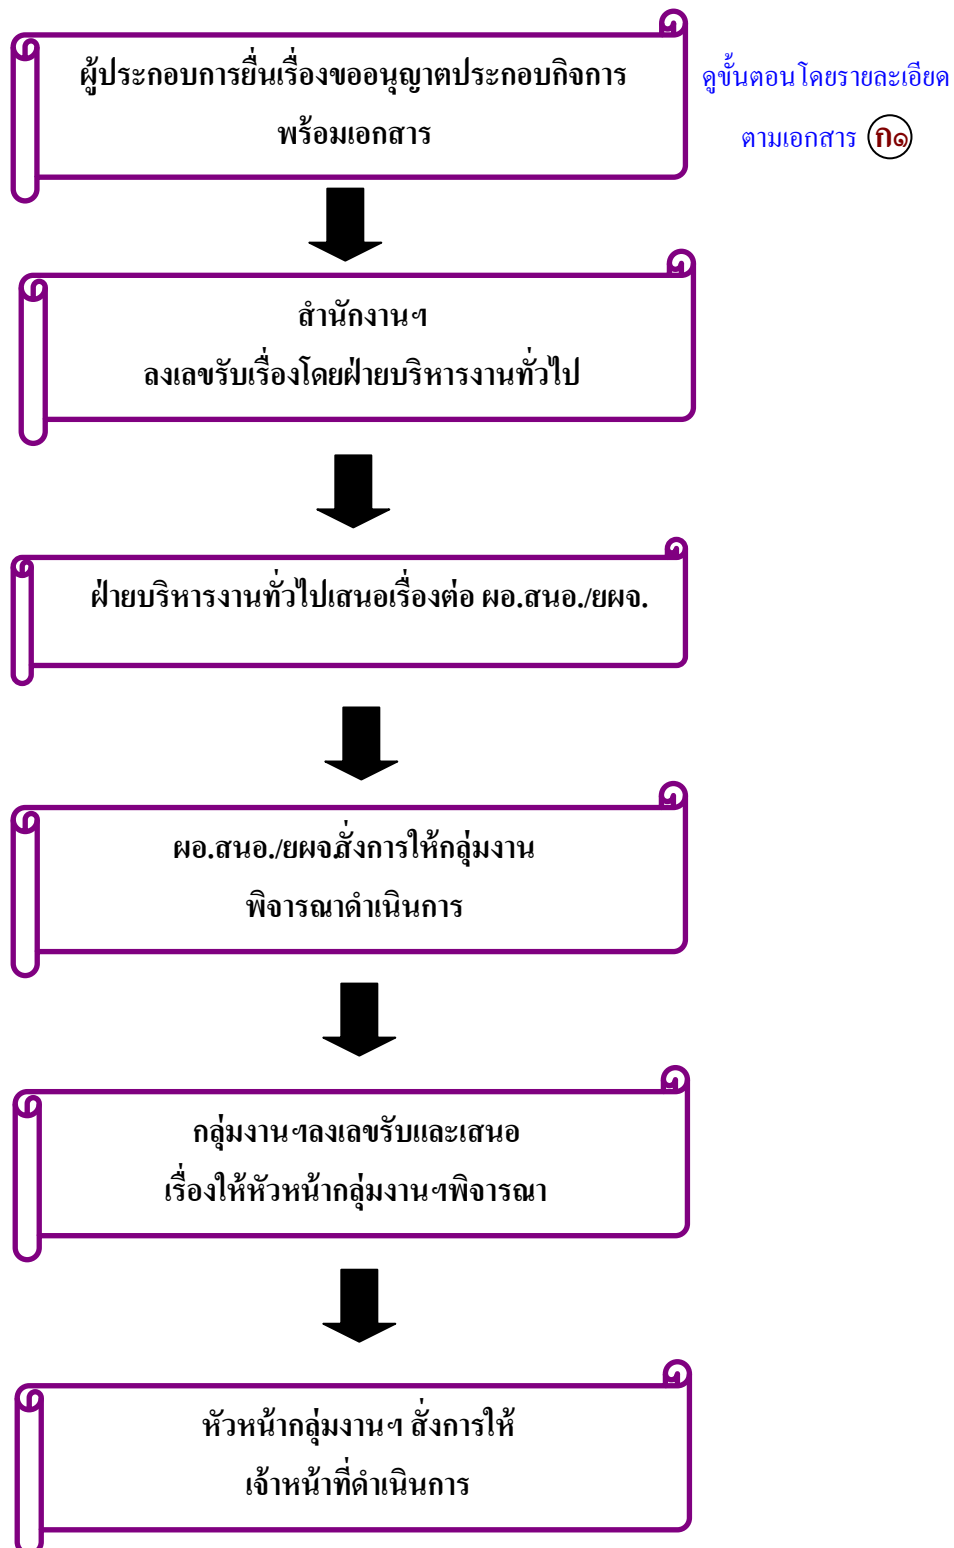 ผู้ประกอบการยื่นเรื่องขออนุญาตประกอบกิจการ
พร้อมเอกสาร
ดูขั้นตอนโดยรายละเอียด
ตามเอกสาร ก๑
สำนักงานฯ
ลงเลขรับเรื่องโดยฝ่ายบริหารงานทั่วไป
ฝ่ายบริหารงานทั่วไปเสนอเรื่องต่อ ผอ.สนอ./ยผจ.
ผอ.สนอ./ยผจ.สั่งการให้กลุ่มงาน
พิจารณาดำเนินการ
กลุ่มงานฯลงเลขรับและเสนอ
เรื่องให้หัวหน้ากลุ่มงานฯพิจารณา
หัวหน้ากลุ่มงานฯ สั่งการให้
เจ้าหน้าที่ดำเนินการ